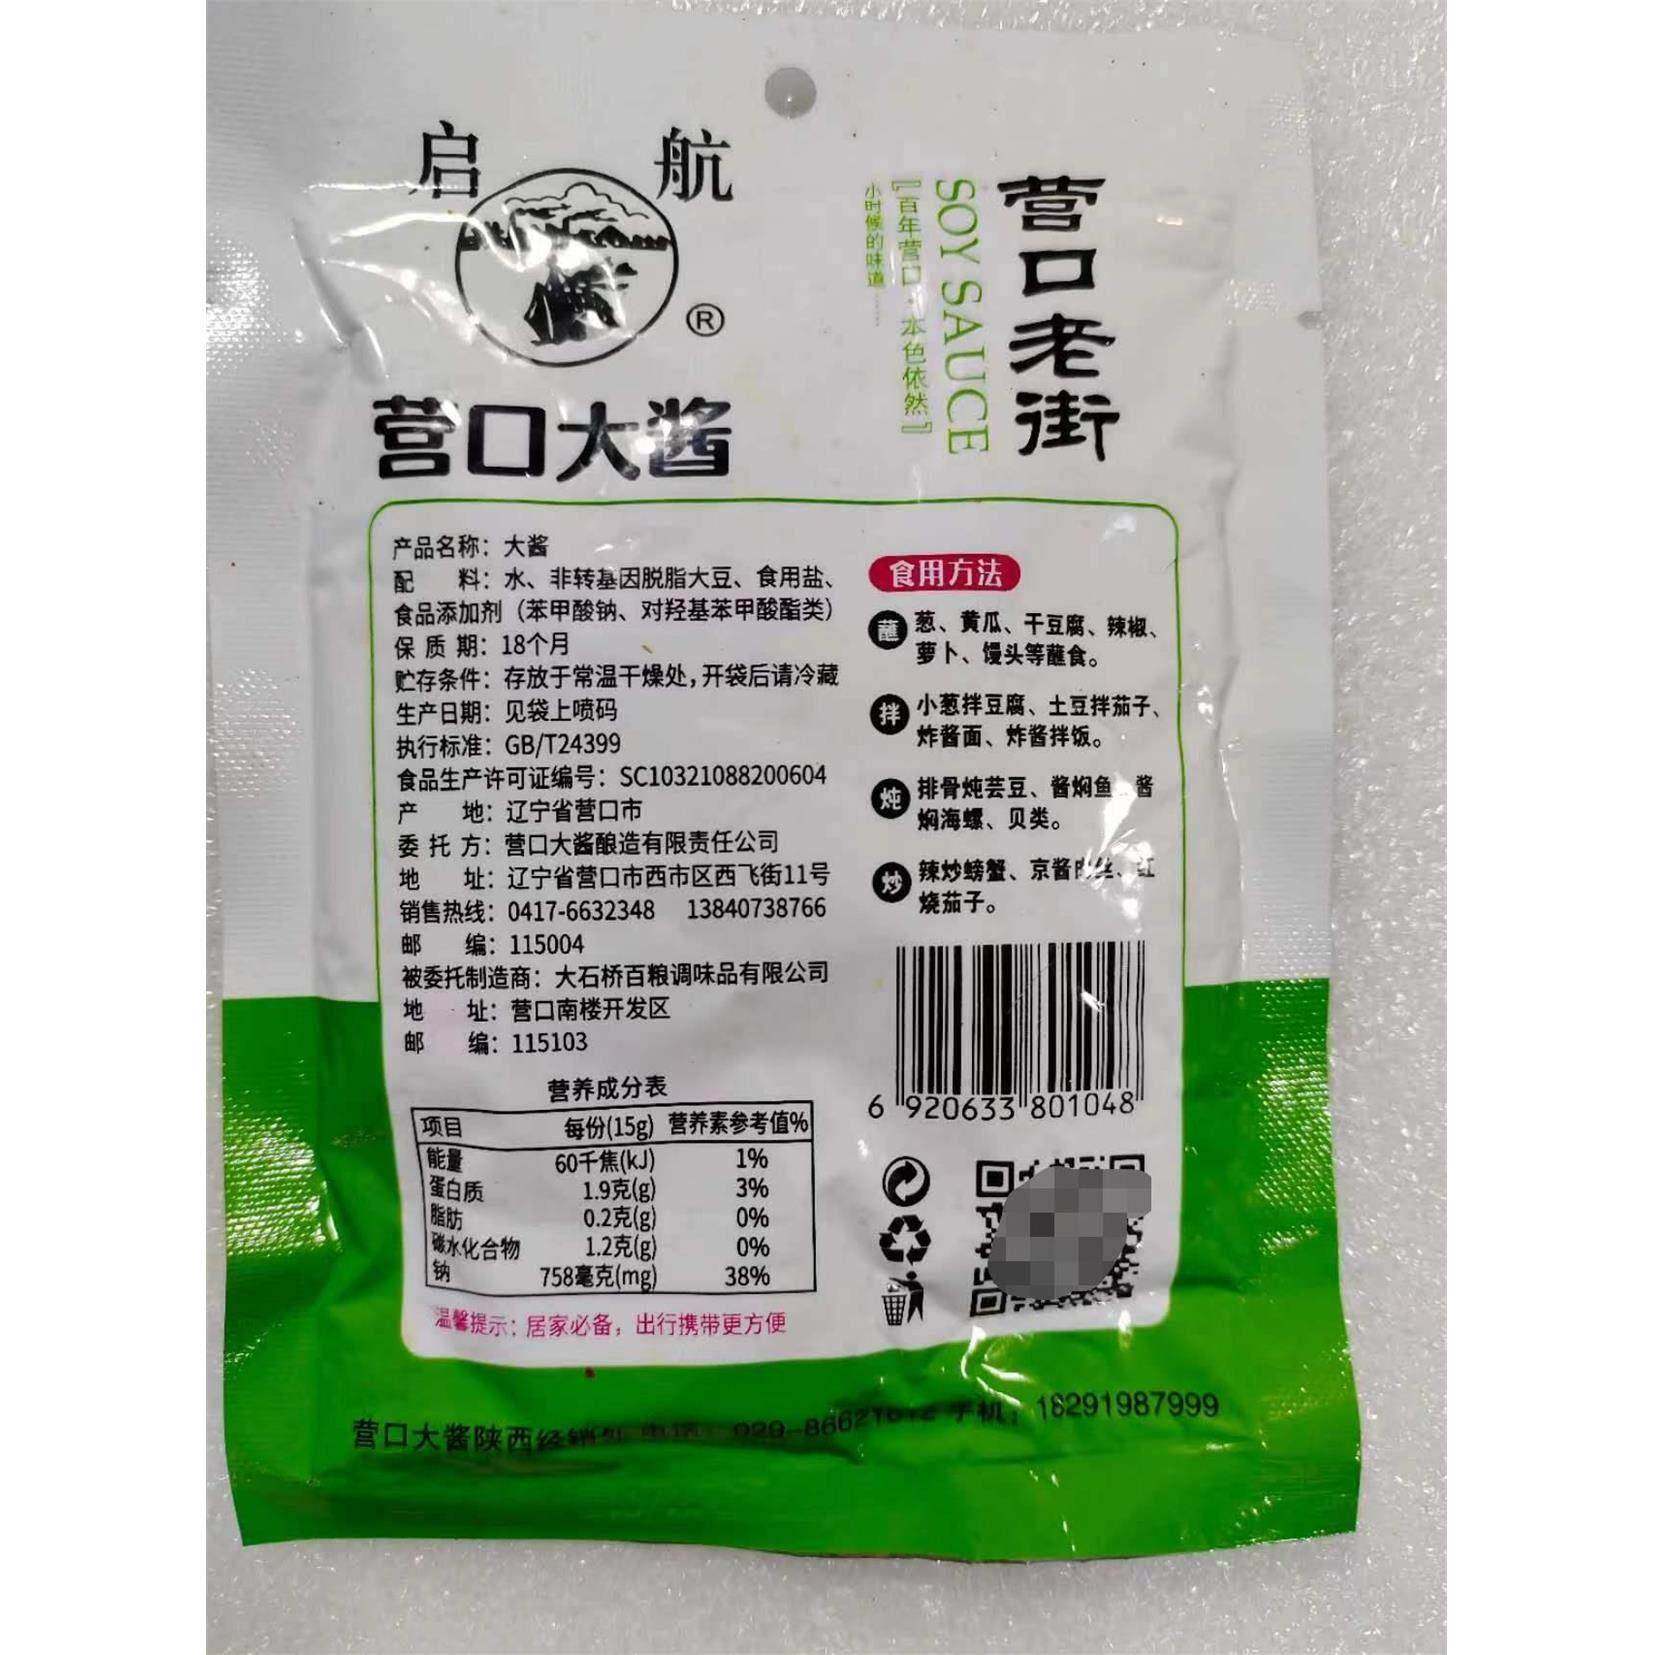 启航
®
营口大酱
营口老街
SOY SAUCE
〖百年营口·本色依然〗
小时候的味道……
产品名称：大酱
配 料：水、非转基因脱脂大豆、食用盐、
食品添加剂（苯甲酸钠、对羟基苯甲酸酯类）
保 质 期：18个月
贮存条件：存放于常温干燥处，开袋后请冷藏
生产日期：见袋上喷码
执行标准：GB/T24399
食品生产许可证编号：SC10321088200604
产 地：辽宁省营口市
委 托 方：营口大酱酿造有限责任公司
地 址：辽宁省营口市西市区西飞街11号
销售热线：0417-6632348 13840738766
邮 编：115004
被委托制造商：大石桥百粮调味品有限公司
地 址：营口南楼开发区
邮 编：115103
营养成分表
项目 每份(15g) 营养素参考值%
能量 60千焦(kJ) 1%
蛋白质 1.9克(g) 3%
脂肪 0.2克(g) 0%
碳水化合物 1.2克(g) 0%
钠 758毫克(mg) 38%
温馨提示：居家必备，出行携带更方便
食用方法
蘸 葱、黄瓜、干豆腐、辣椒、
萝卜、馒头等蘸食。
拌 小葱拌豆腐、土豆拌茄子、
炸酱面、炸酱拌饭。
炖 排骨炖芸豆、酱焖鱼、酱
焖海螺、贝类。
炒 辣炒螃蟹、京酱肉丝、红
烧茄子。
6 920633 801048
营口大酱陕西经销处 029-8662 手机：18291987999